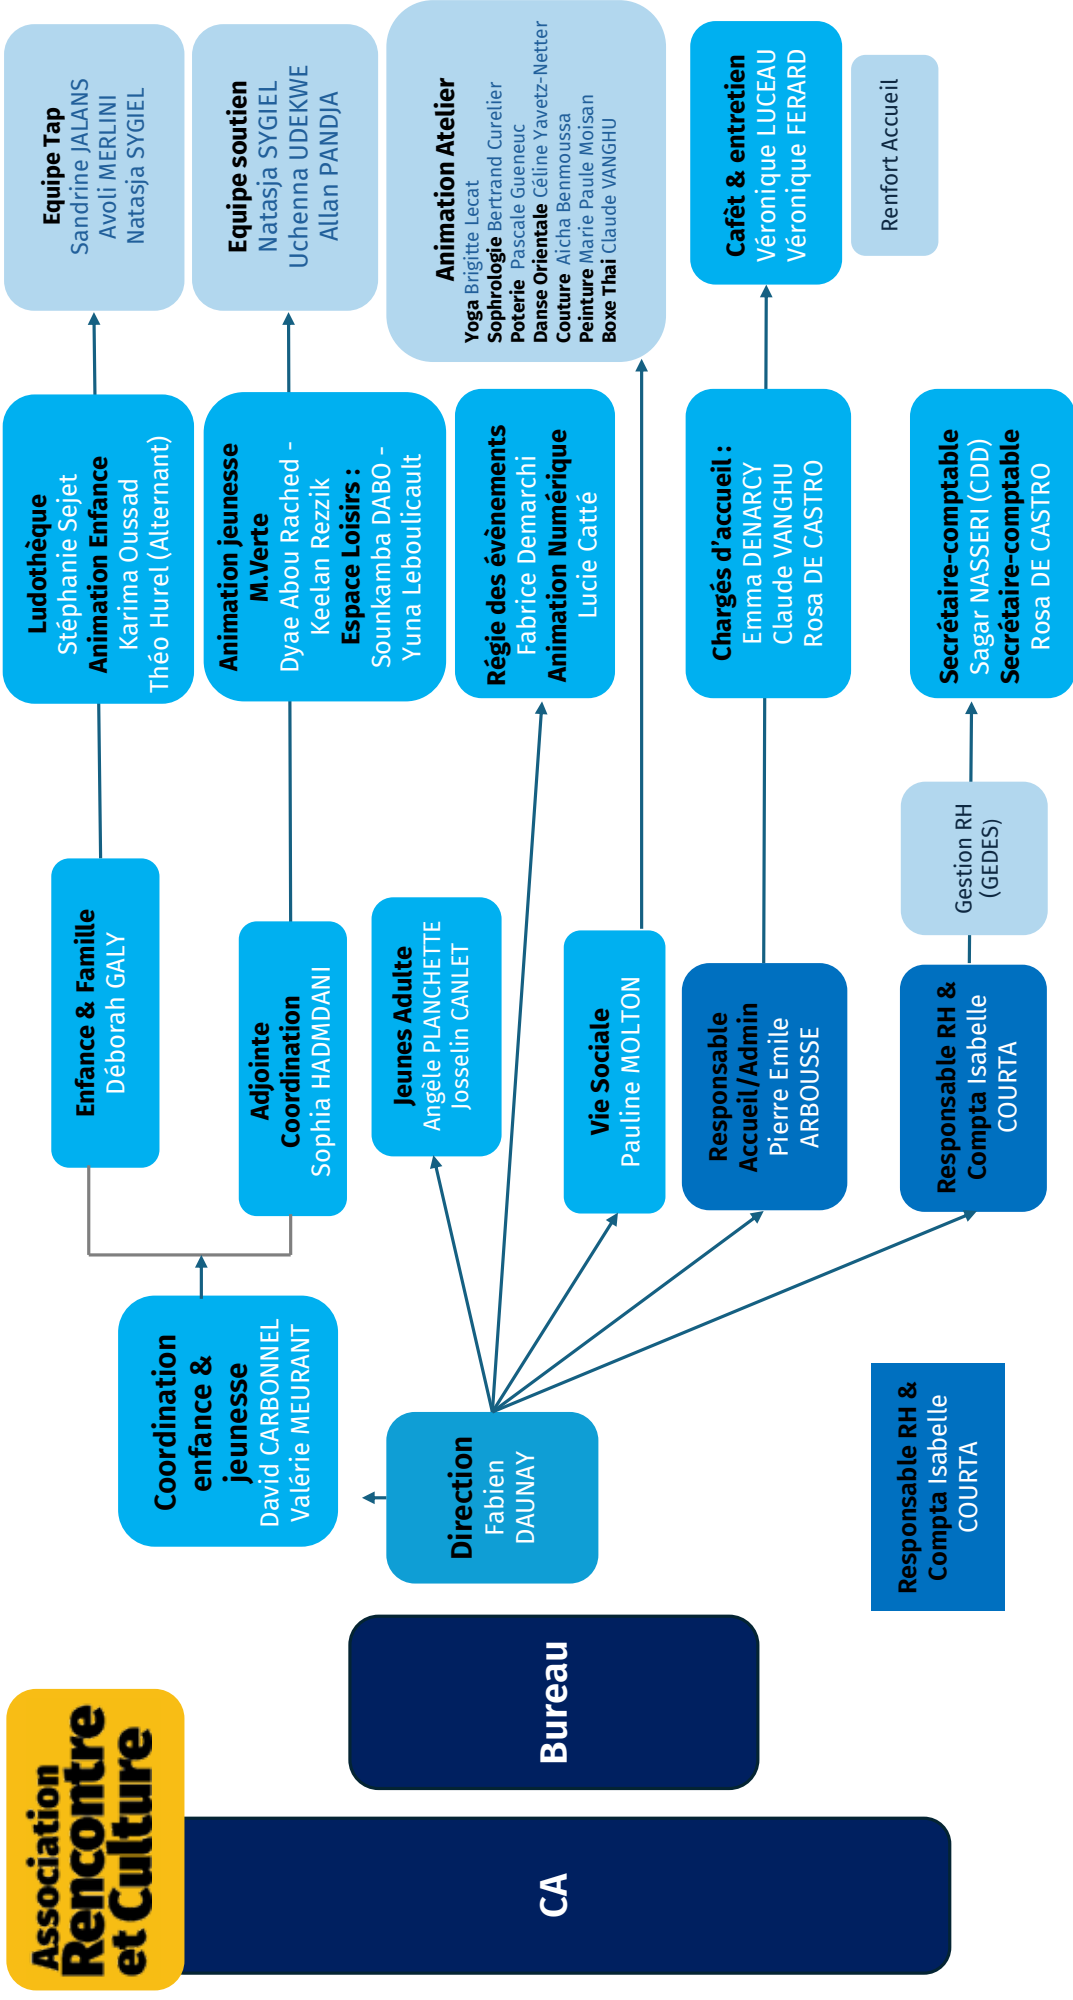 Association
Rencontre
et Culture
CA
Bureau
Direction
Fabien
DAUNAY
Responsable RH &
Compta Isabelle
COURTA
Coordination
enfance &
jeunesse
David CARBONNEL
Valérie MEURANT
Enfance & Famille
Déborah GALY
Adjointe
Coordination
Sophia HADMDANI
Jeunes Adulte
Angèle PLANCHETTE
Josselin CANLET
Vie Sociale
Pauline MOLTON
Responsable
Accueil/Admin
Pierre Emile
ARBOUSSE
Responsable RH &
Compta Isabelle
COURTA
Gestion RH
(GEDES)
Ludothèque
Stéphanie Sejet
Animation Enfance
Karima Oussad
Théo Hurel (Alternant)
Animation jeunesse
M.Verte
Dyae Abou Rached -
Keelan Rezzik
Espace Loisirs :
Sounkamba DABO -
Yuna Leboulicault
Régie des évènements
Fabrice Demarchi
Animation Numérique
Lucie Catté
Chargés d'accueil :
Emma DENARCY
Claude VANGHU
Rosa DE CASTRO
Secrétaire-comptable
Sagar NASSERI (CDD)
Secrétaire-comptable
Rosa DE CASTRO
Equipe Tap
Sandrine JALANS
Avoli MERLINI
Natasja SYGIEL
Equipe soutien
Natasja SYGIEL
Uchenna UDEKWE
Allan PANDJA
Animation Atelier
Yoga Brigitte Lecat
Sophrologie Bertrand Curelier
Poterie Pascale Gueneuc
Danse Orientale Céline Yavetz-Netter
Couture Aicha Benmoussa
Peinture Marie Paule Moisan
Boxe Thai Claude VANGHU
Cafèt & entretien
Véronique LUCEAU
Véronique FERARD
Renfort Accueil